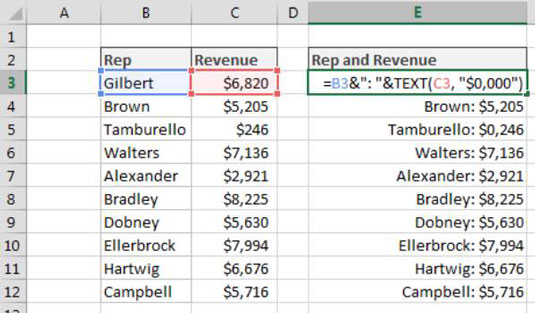 A B C D E
1
2 Rep Revenue Rep and Revenue
3 Gilbert $6,820 =B3&": "&TEXT(C3, "$0,000")
4 Brown $5,205 Brown: $5,205
5 Tamburello $246 Tamburello: $0,246
6 Walters $7,136 Walters: $7,136
7 Alexander $2,921 Alexander: $2,921
8 Bradley $8,225 Bradley: $8,225
9 Dobney $5,630 Dobney: $5,630
10 Ellerbrock $7,994 Ellerbrock: $7,994
11 Hartwig $6,676 Hartwig: $6,676
12 Campbell $5,716 Campbell: $5,716